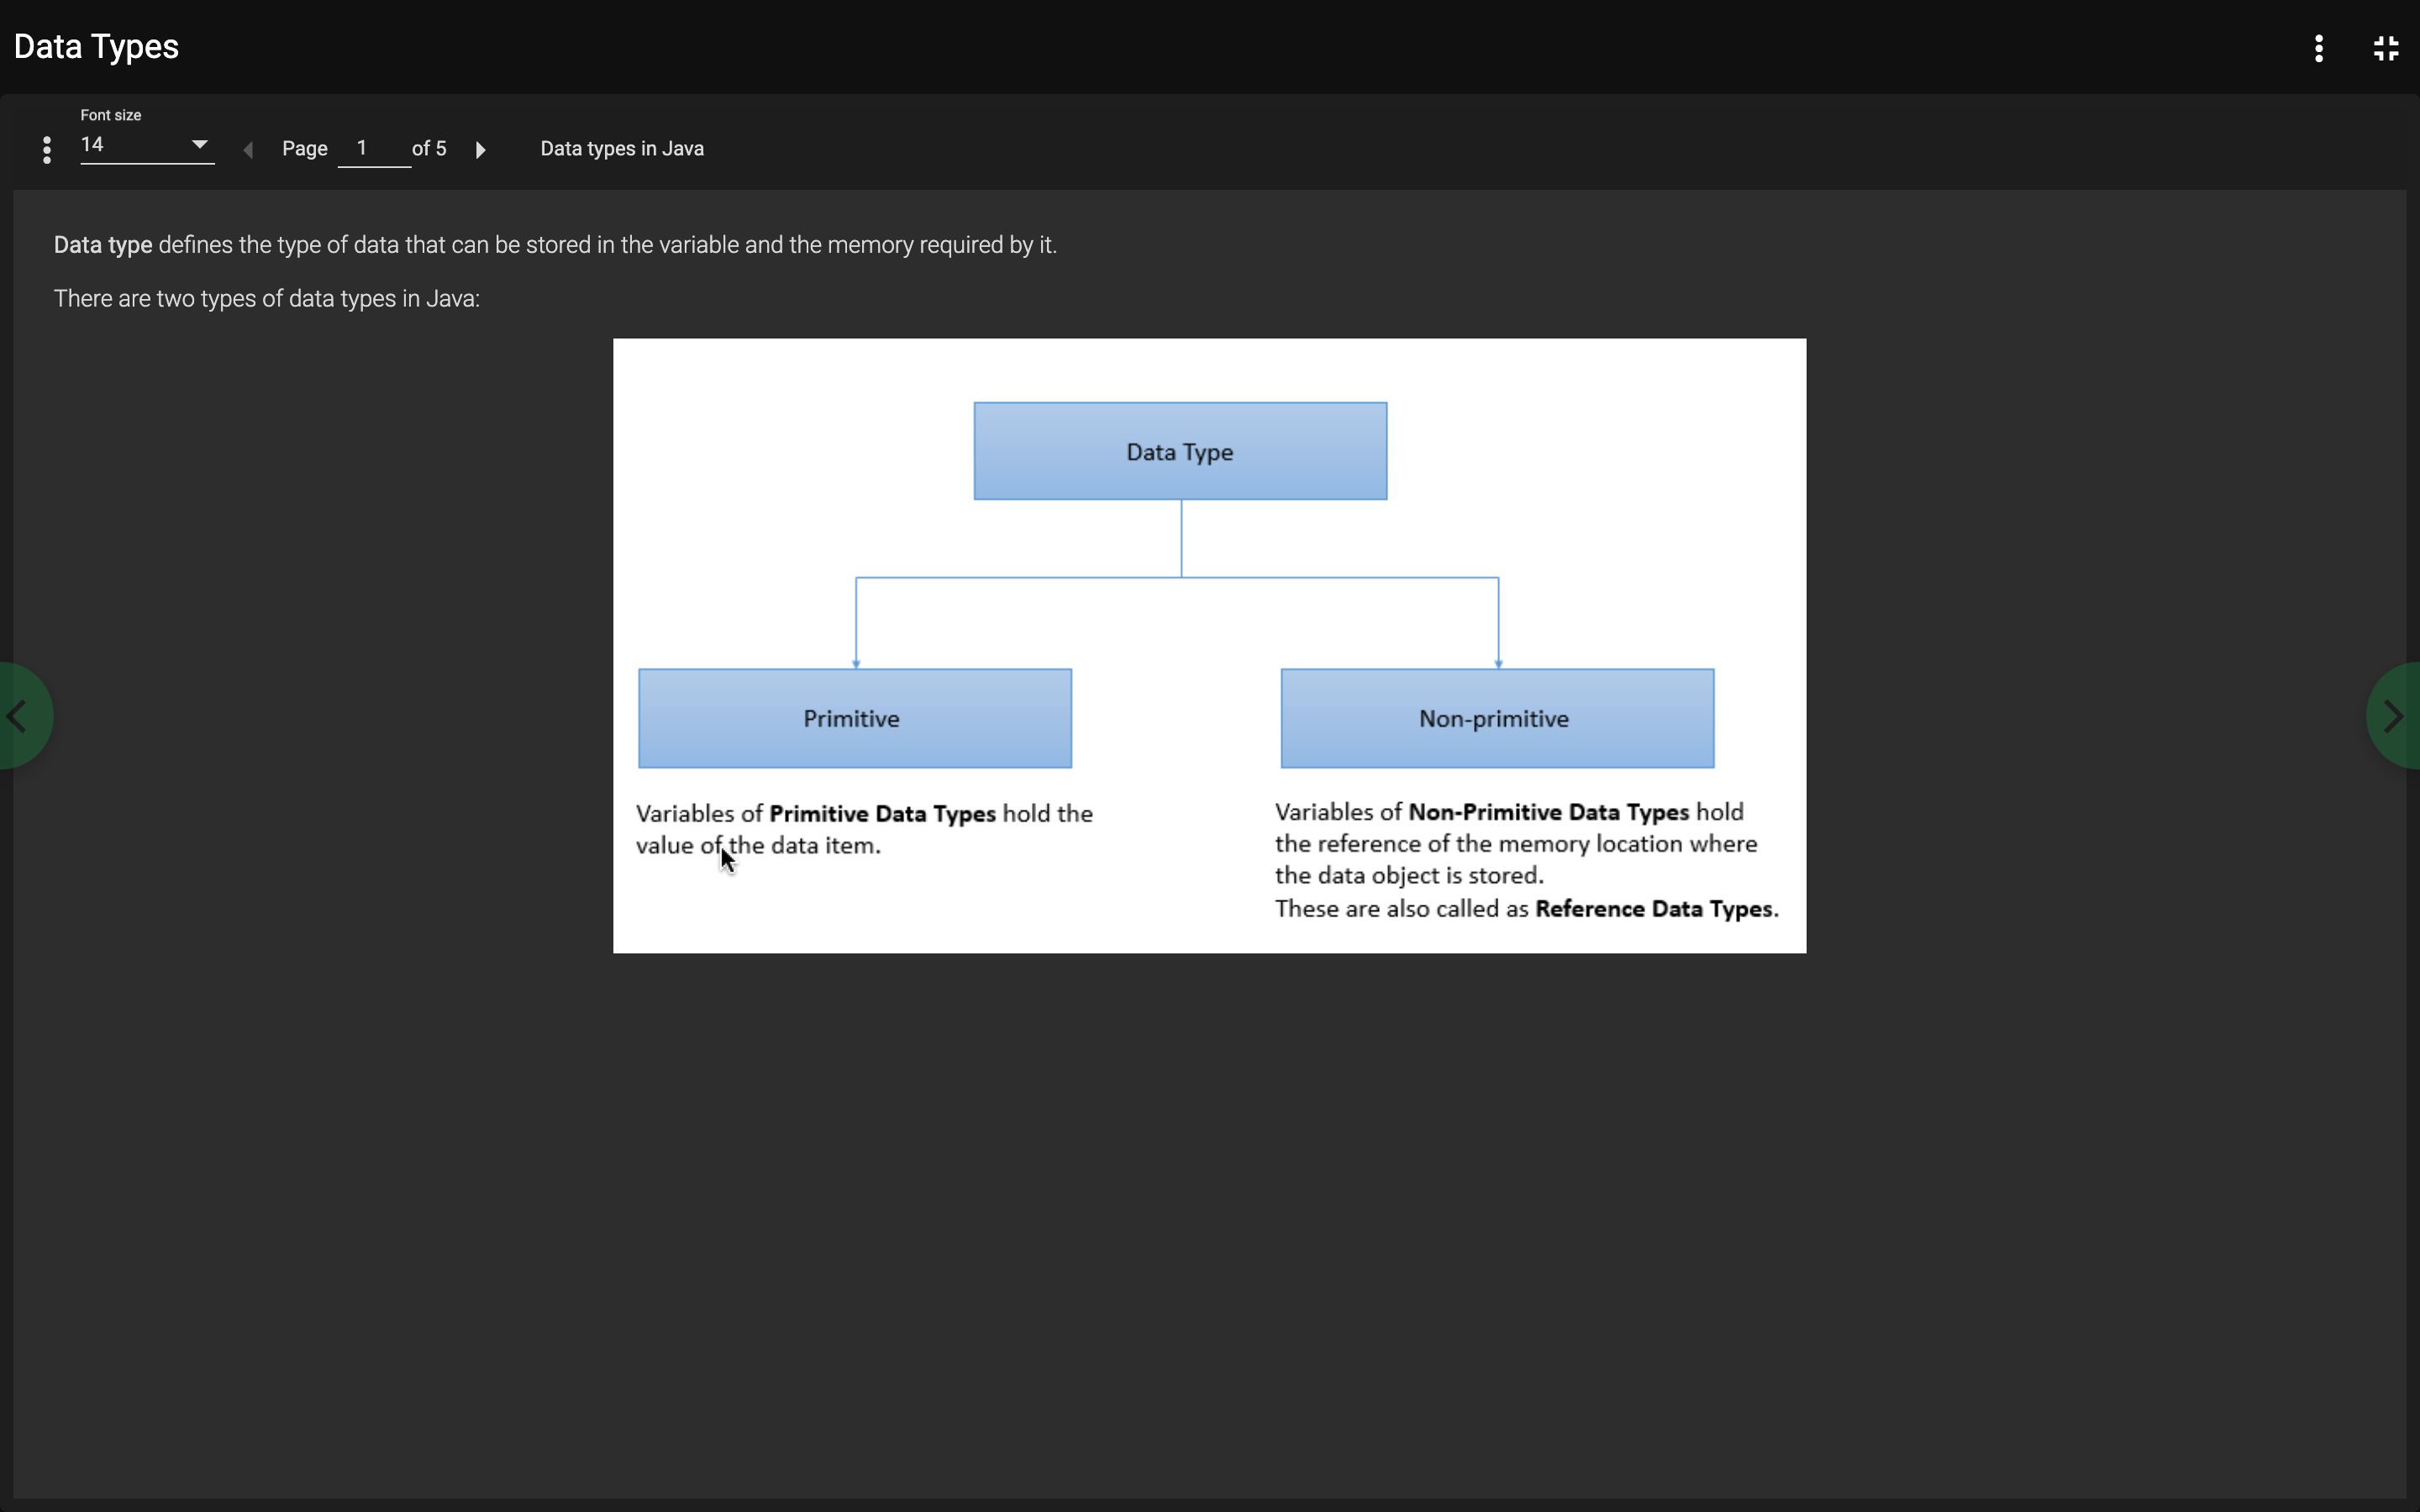 Data Types
Font size
14
Page 1 of 5
Data types in Java
Data type defines the type of data that can be stored in the variable and the memory required by it.
There are two types of data types in Java:
Data Type
Primitive
Non-primitive
Variables of Primitive Data Types hold the
value of the data item.
Variables of Non-Primitive Data Types hold
the reference of the memory location where
the data object is stored.
These are also called as Reference Data Types.